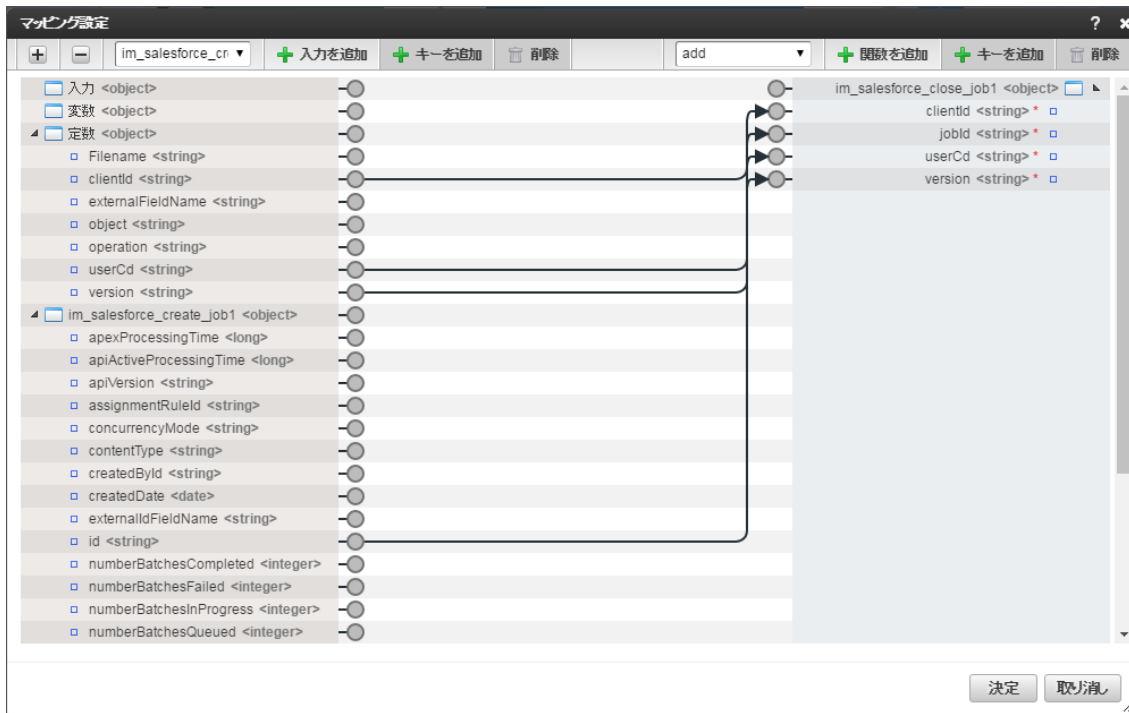 マッピング設定 ?
im_salesforce_cr 入力を追加 キーを追加 削除 add 関数を追加 キーを追加 削除
入力 <object> im_salesforce_close_job1 <object>
変数 <object> clientId <string> *
定数 <object> jobId <string> *
Filename <string> userCd <string> *
clientId <string> version <string> *
externalFieldName <string>
object <string>
operation <string>
userCd <string>
version <string>
im_salesforce_create_job1 <object>
apexProcessingTime <long>
apiActiveProcessingTime <long>
apiVersion <string>
assignmentRuleId <string>
concurrencyMode <string>
contentType <string>
createdById <string>
createdDate <date>
externalIdFieldName <string>
id <string>
numberBatchesCompleted <integer>
numberBatchesFailed <integer>
numberBatchesInProgress <integer>
numberBatchesQueued <integer>
決定 取り消し